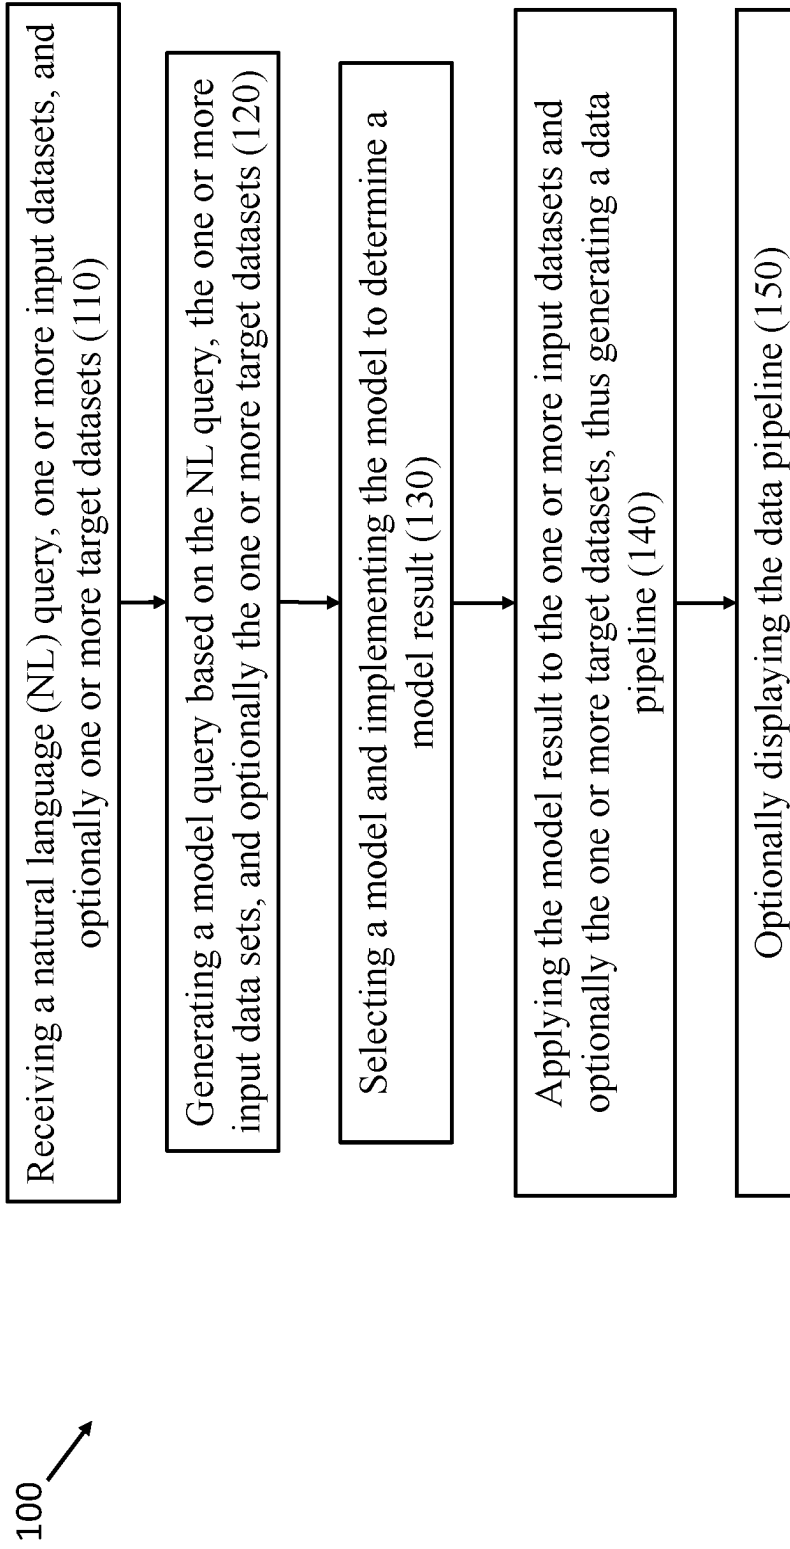 100
Receiving a natural language (NL) query, one or more input datasets, and
optionally one or more target datasets (110)
Generating a model query based on the NL query, the one or more
input data sets, and optionally the one or more target datasets (120)
Selecting a model and implementing the model to determine a
model result (130)
Applying the model result to the one or more input datasets and
optionally the one or more target datasets, thus generating a data
pipeline (140)
Optionally displaying the data pipeline (150)